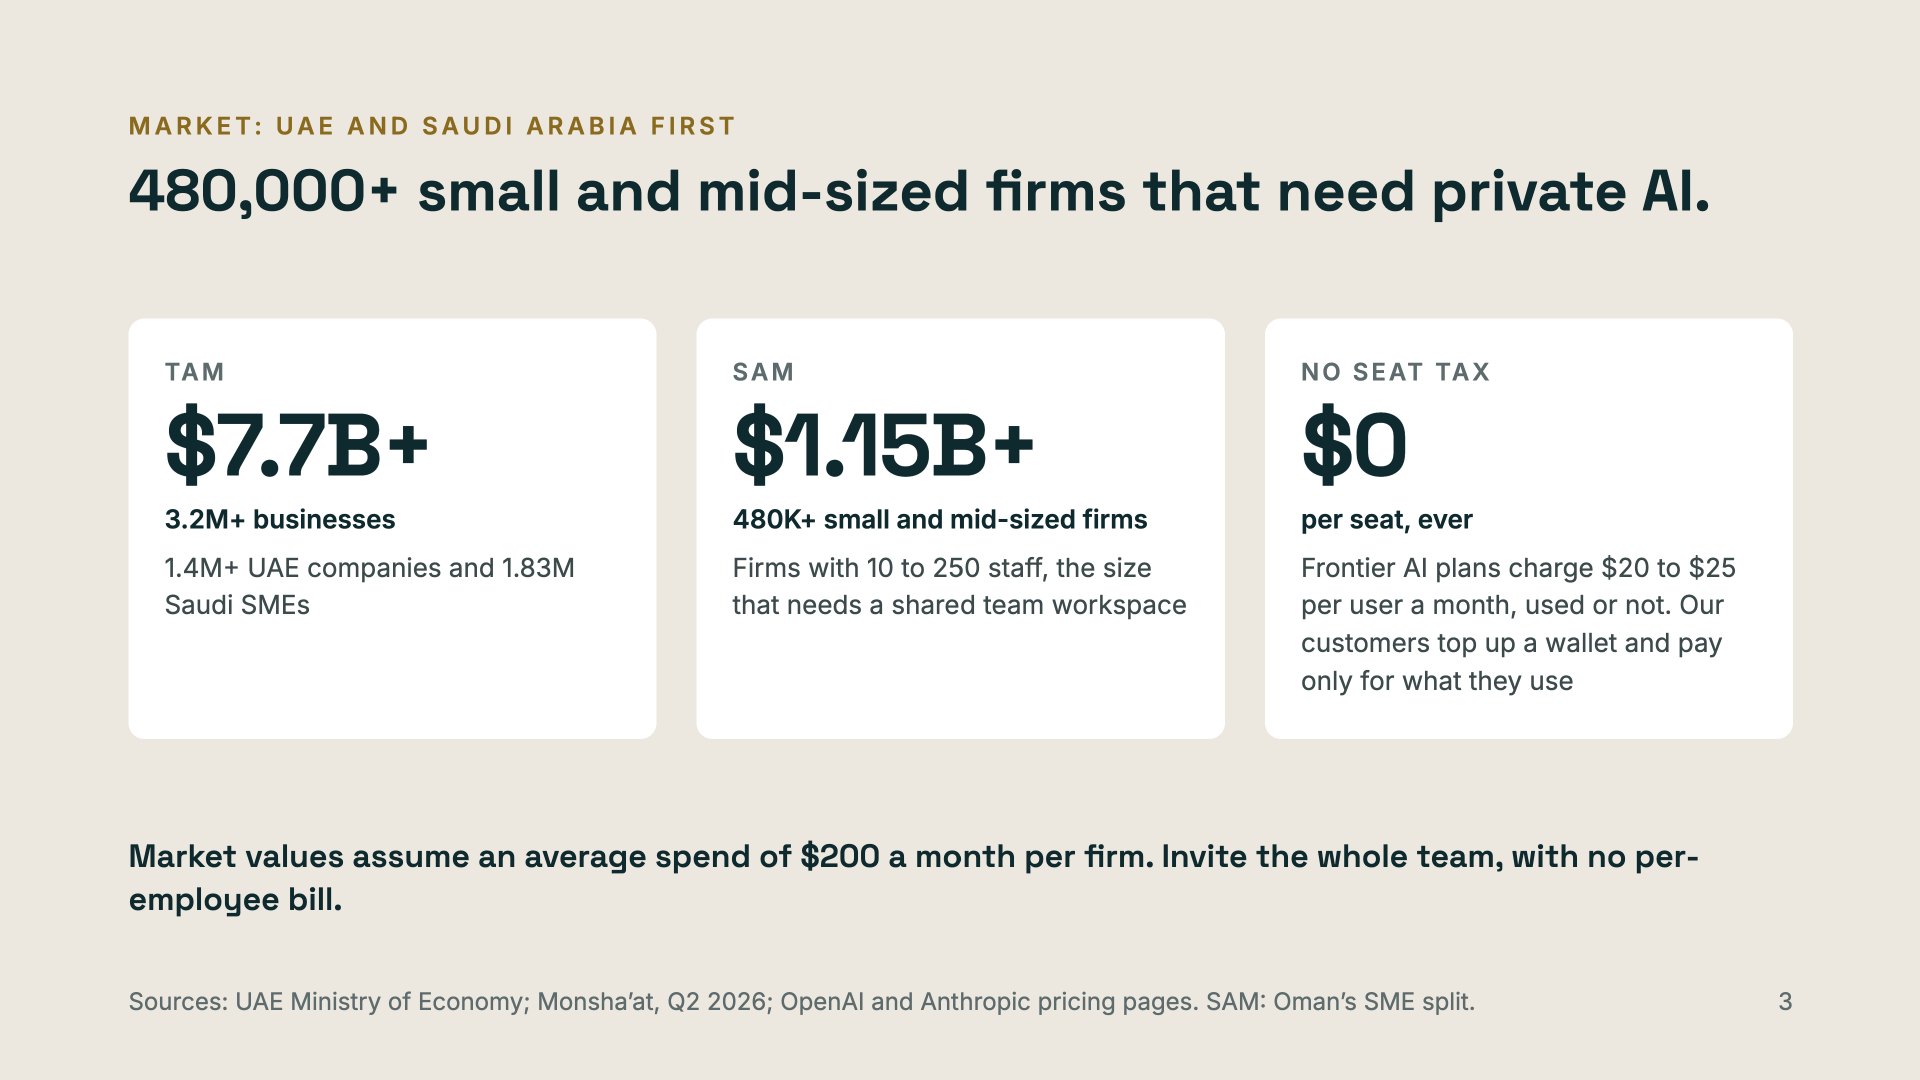 MARKET: UAE AND SAUDI ARABIA FIRST
480,000+ small and mid-sized firms that need private AI.
TAM
$7.7B+
3.2M+ businesses
1.4M+ UAE companies and 1.83M
Saudi SMEs
SAM
$1.15B+
480K+ small and mid-sized firms
Firms with 10 to 250 staff, the size
that needs a shared team workspace
NO SEAT TAX
$0
per seat, ever
Frontier AI plans charge $20 to $25
per user a month, used or not. Our
customers top up a wallet and pay
only for what they use
Market values assume an average spend of $200 a month per firm. Invite the whole team, with no per-
employee bill.
Sources: UAE Ministry of Economy; Monsha’at, Q2 2026; OpenAI and Anthropic pricing pages. SAM: Oman’s SME split.
3